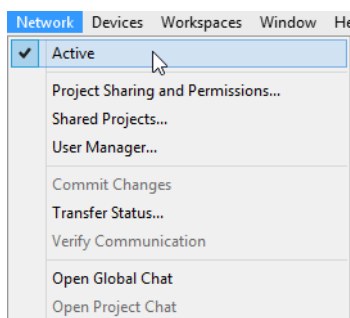 Network Devices Workspaces Window He
Active
Project Sharing and Permissions...
Shared Projects...
User Manager...
Commit Changes
Transfer Status...
Verify Communication
Open Global Chat
Open Project Chat